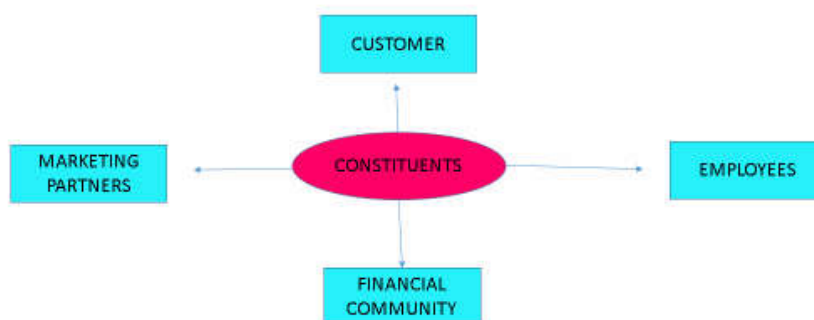 CUSTOMER
MARKETING
PARTNERS
CONSTITUENTS
EMPLOYEES
FINANCIAL
COMMUNITY